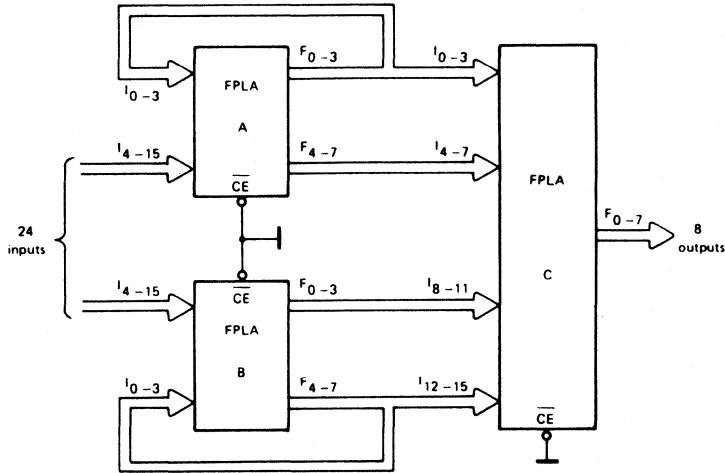 F0–3
I0–3
I0–3
FPLA
A
I4–15
F4–7
I4–7
CE
FPLA
C
24
inputs
F0–7
8
outputs
I4–15
CE
F0–3
I8–11
FPLA
B
I0–3
F4–7
I12–15
CE